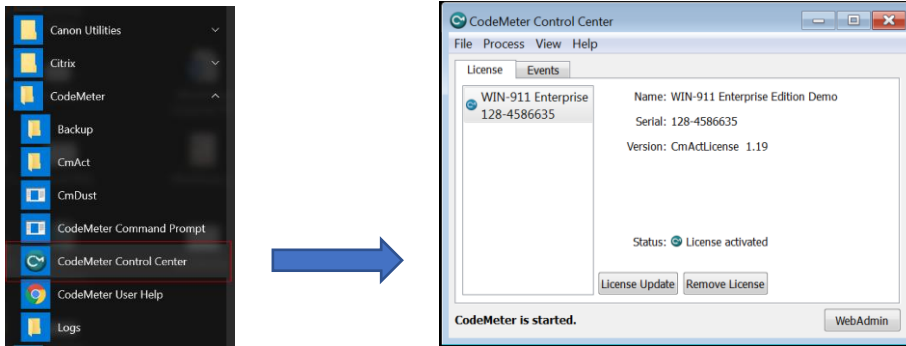 Canon Utilities
Citrix
CodeMeter
Backup
CmAct
CmDust
CodeMeter Command Prompt
CodeMeter Control Center
CodeMeter User Help
Logs
CodeMeter Control Center
File Process View Help
License Events
WIN-911 Enterprise
128-4586635
Name: WIN-911 Enterprise Edition Demo
Serial: 128-4586635
Version: CmActLicense 1.19
Status: License activated
License Update Remove License
CodeMeter is started. WebAdmin